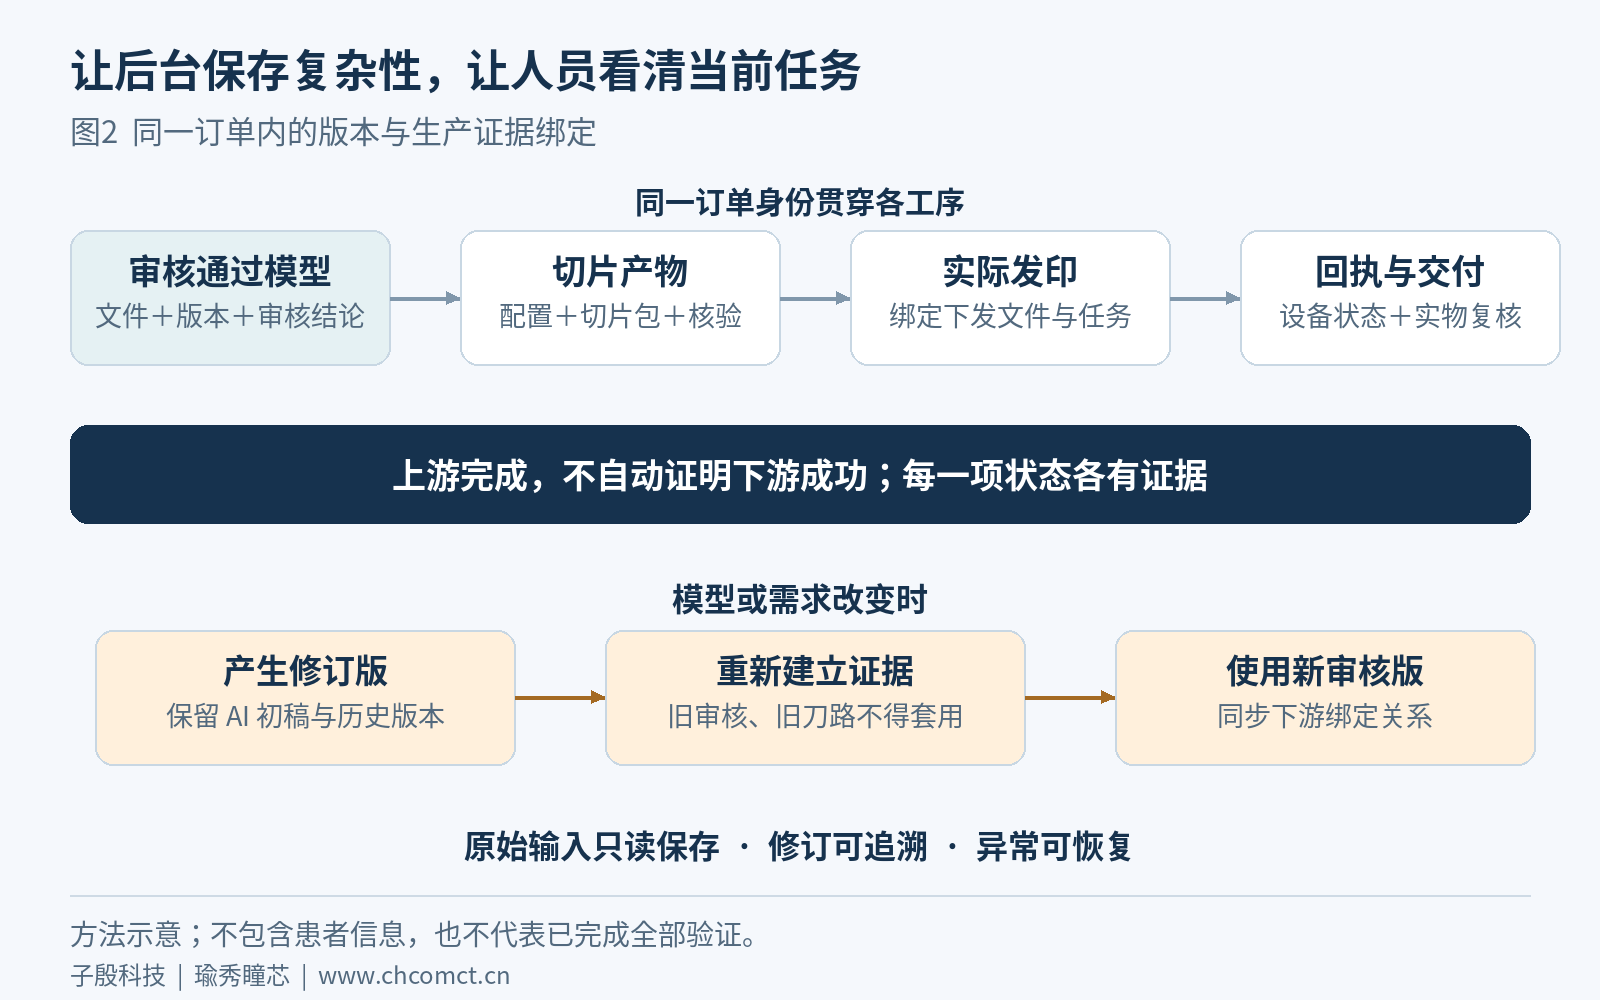 让后台保存复杂性，让人员看清当前任务
图2 同一订单内的版本与生产证据绑定
同一订单身份贯穿各工序
审核通过模型
文件＋版本＋审核结论
切片产物
配置＋切片包＋核验
实际发印
绑定下发文件与任务
回执与交付
设备状态＋实物复核
上游完成，不自动证明下游成功；每一项状态各有证据
模型或需求改变时
产生修订版
保留 AI 初稿与历史版本
重新建立证据
旧审核、旧刀路不得套用
使用新审核版
同步下游绑定关系
原始输入只读保存 · 修订可追溯 · 异常可恢复
方法示意；不包含患者信息，也不代表已完成全部验证。
子殷科技｜瑜秀瞳芯｜www.chcomct.cn